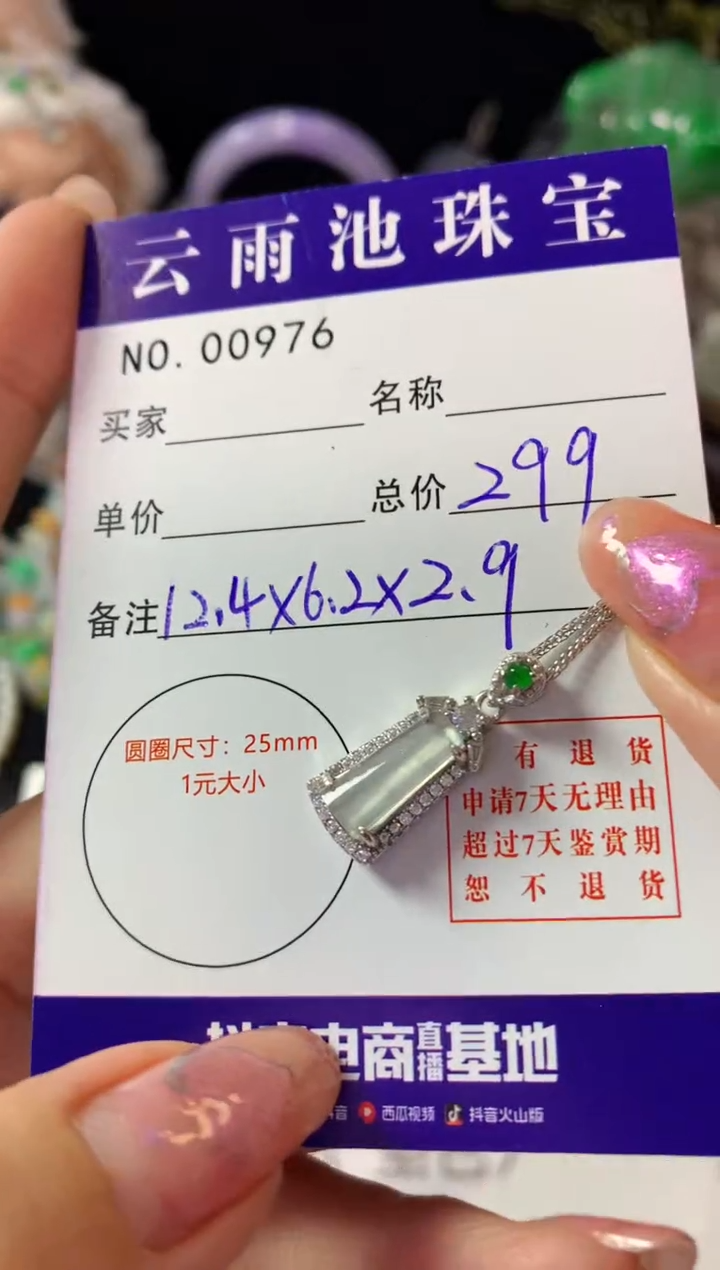 云雨池珠宝
NO. 00976
买家 名称
单价 总价 299
备注 12.4X6.2X2.9
圆圈尺寸：25mm
1元大小
有退货
申请7天无理由
超过7天鉴赏期
恕不退货
电商直播基地
音 西瓜视频 抖音火山版